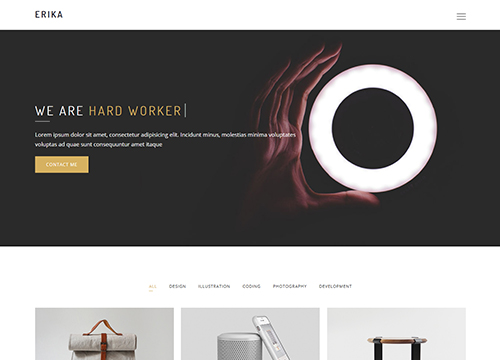 ERIKA
WE ARE HARD WORKER
Lorem ipsum dolor sit amet, consectetur adipisicing elit. Incidunt minus, molestias minima voluptates
voluptas ad quae sunt consequuntur amet itaque
CONTACT ME
ALL DESIGN ILLUSTRATION CODING PHOTOGRAPHY DEVELOPMENT